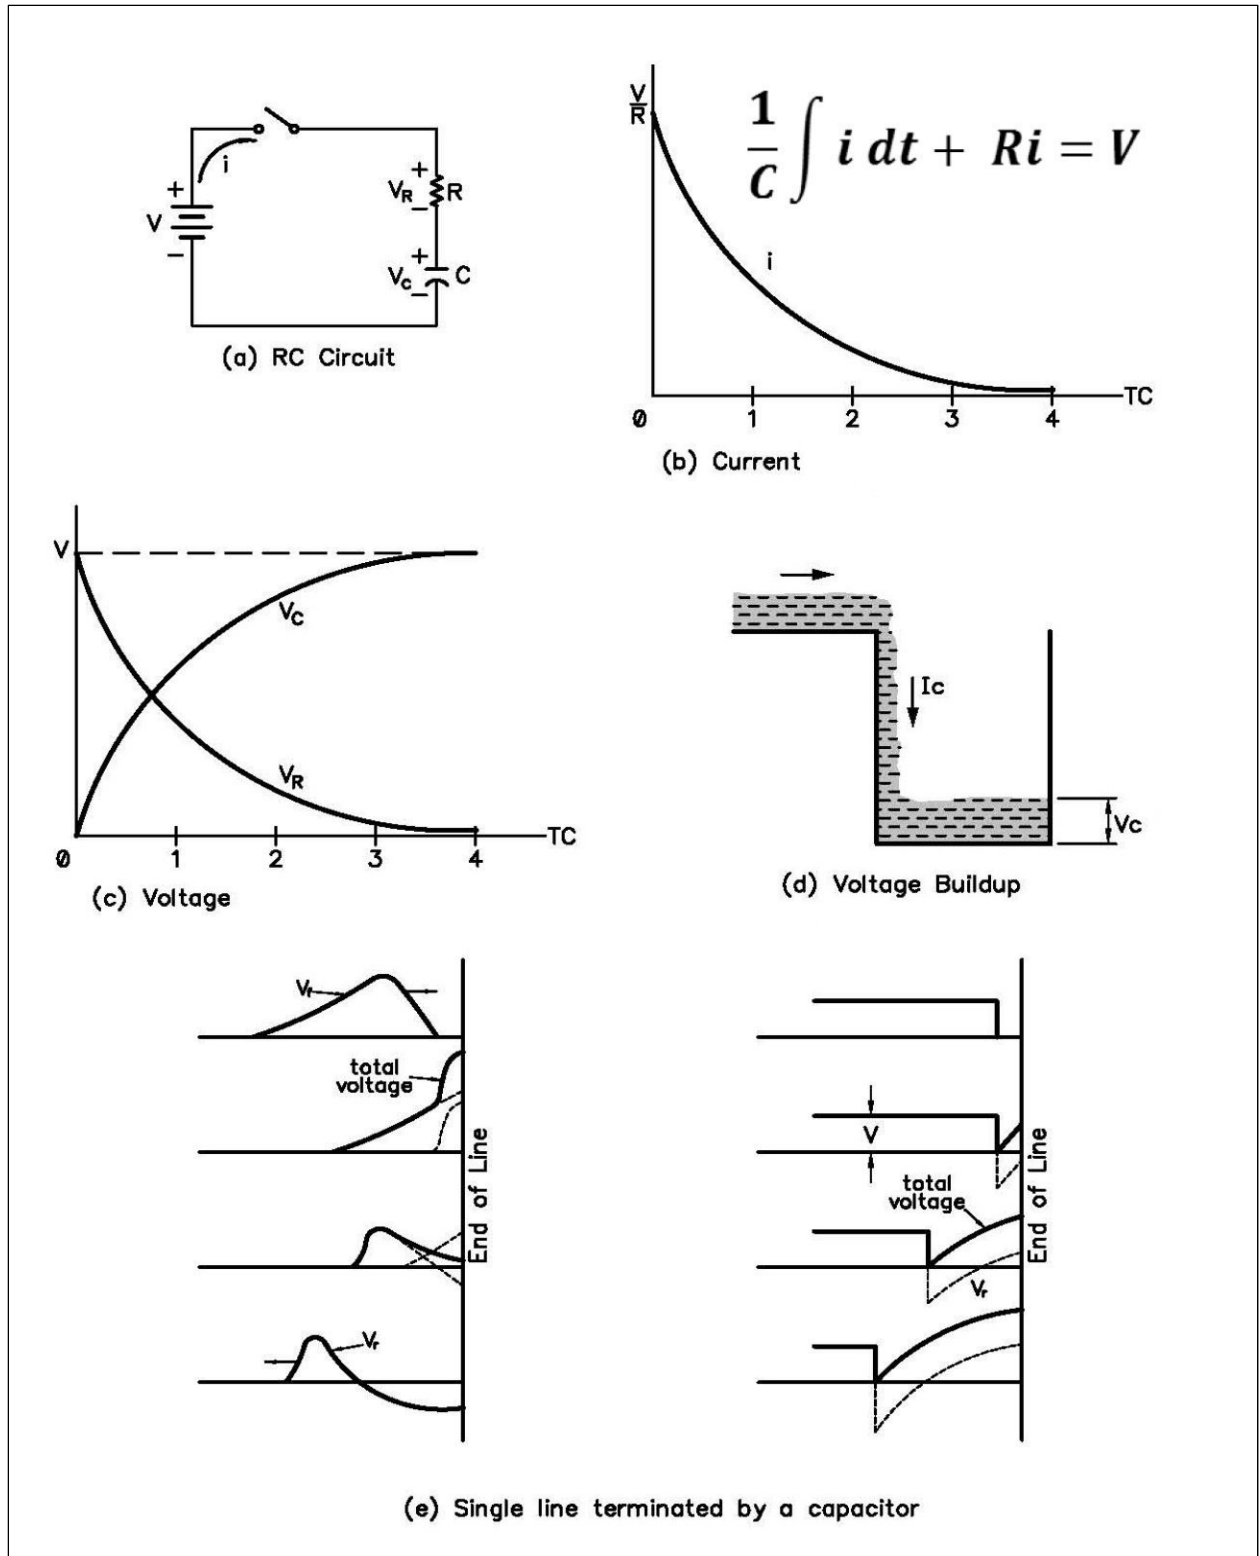 i
+
V
−
+
V_R
−
R
+
V_C
−
C
(a) RC Circuit
V/R
1/C ∫ i dt + Ri = V
i
TC
0 1 2 3 4
(b) Current
V
V_C
V_R
TC
0 1 2 3 4
(c) Voltage
Ic
Vc
(d) Voltage Buildup
V_f
total
voltage
End of Line
V_r
V
total
voltage
End of Line
V_r
(e) Single line terminated by a capacitor